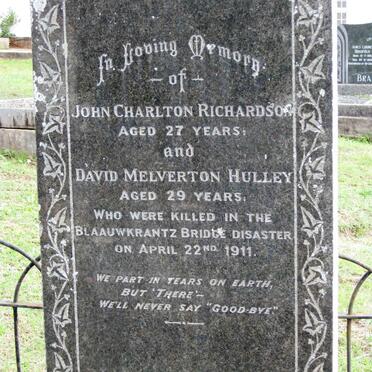 In Loving Memory
- of -
JOHN CHARLTON RICHARDSON
AGED 27 YEARS;
and
DAVID MELVERTON HULLEY
AGED 29 YEARS;
WHO WERE KILLED IN THE
BLAAUWKRANTZ BRIDGE DISASTER
ON APRIL 22ND 1911.
WE PART IN TEARS ON EARTH,
BUT 'THERE' -
WE'LL NEVER SAY "GOOD-BYE"
BRA